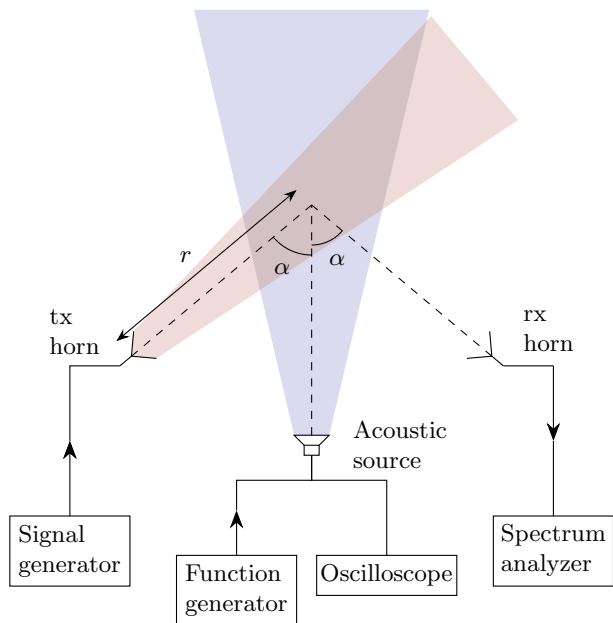 r
α
α
tx
horn
rx
horn
Acoustic
source
Signal
generator
Function
generator
Oscilloscope
Spectrum
analyzer